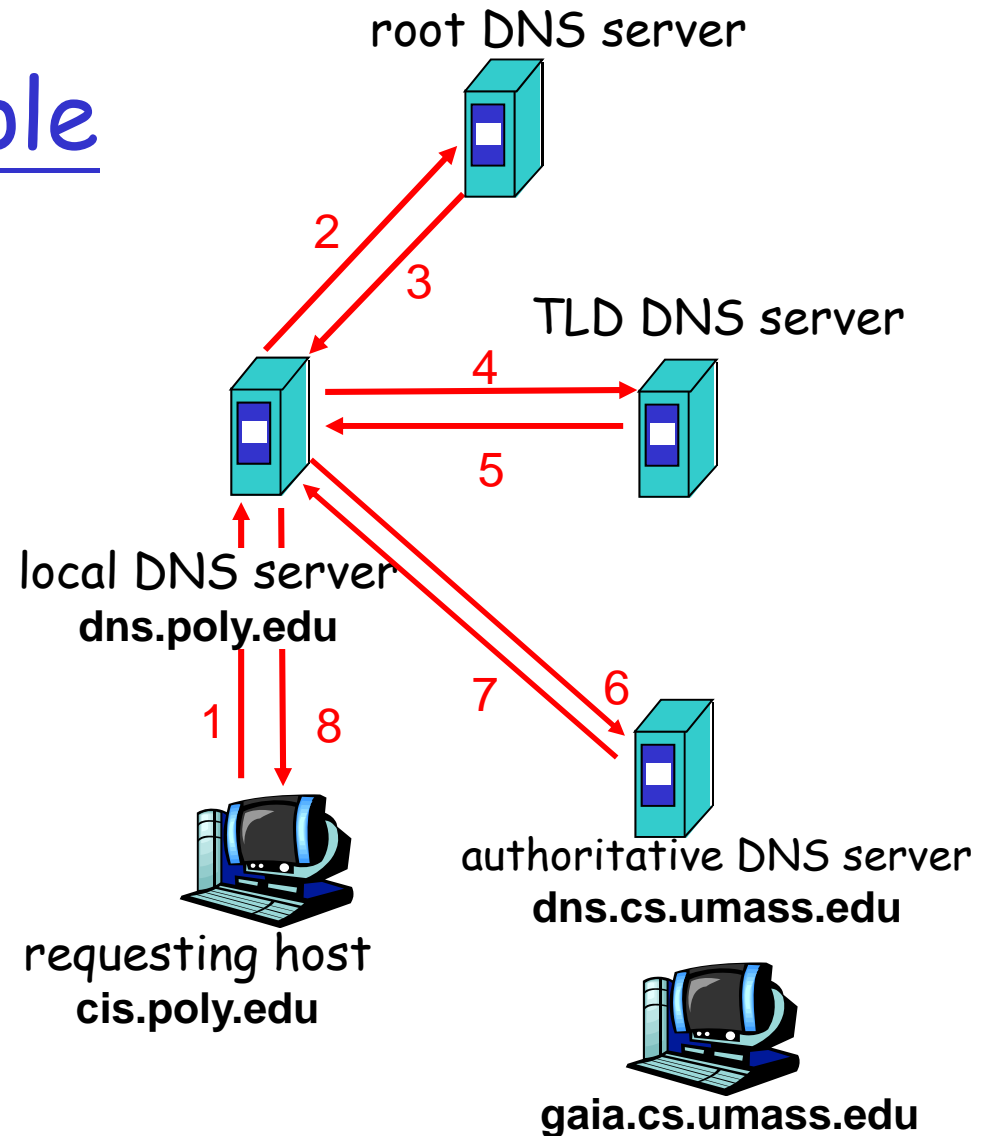 root DNS server
ple
2
3
TLD DNS server
4
5
local DNS server
dns.poly.edu
7
6
1
8
authoritative DNS server
dns.cs.umass.edu
requesting host
cis.poly.edu
gaia.cs.umass.edu